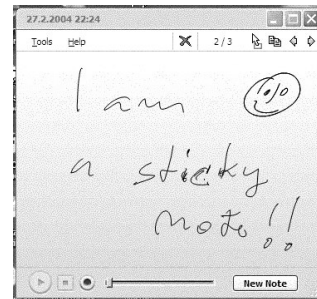 27.2.2004 22:24
Tools Help 2 / 3
I am
a sticky
note!!
New Note